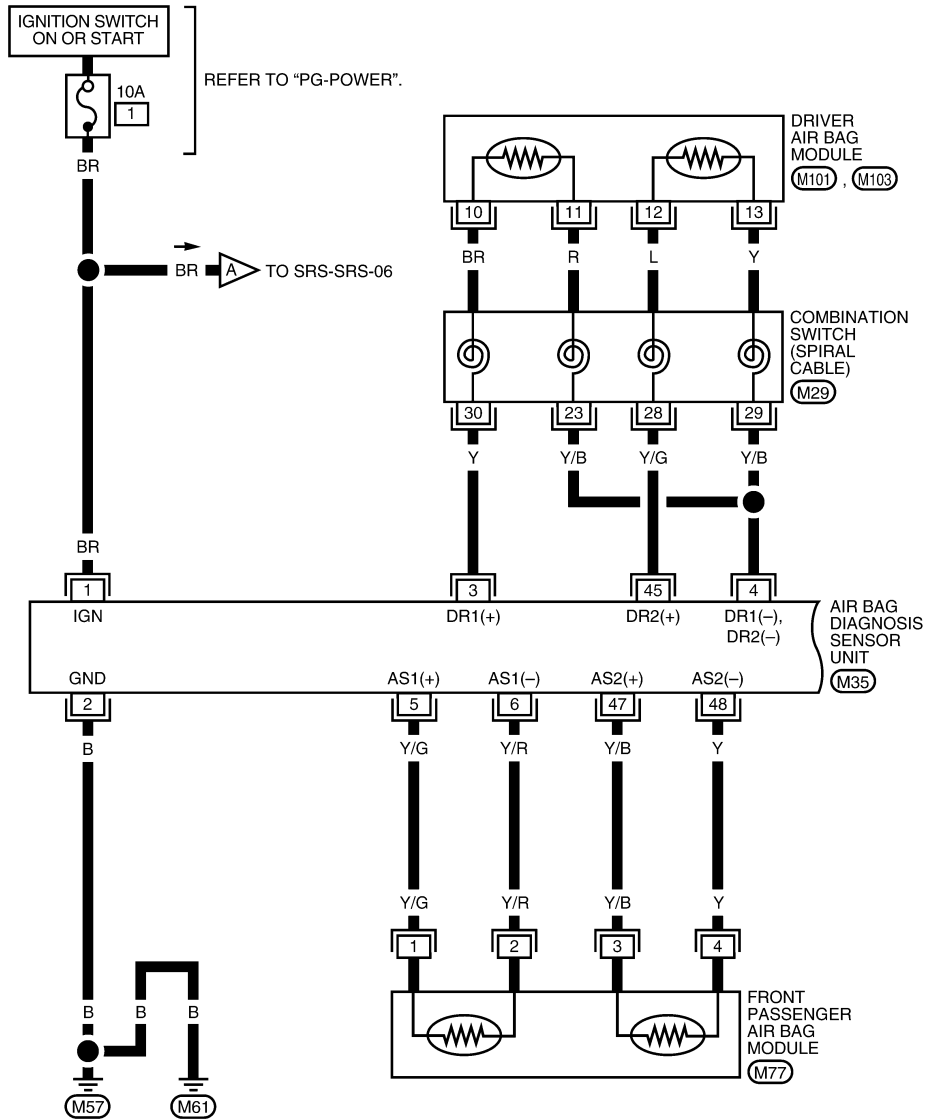 IGNITION SWITCH
ON OR START
REFER TO “PG-POWER”.
10A
1
BR
BR
A
TO SRS-SRS-06
BR
DRIVER
AIR BAG
MODULE
M101 , M103
10 11 12 13
BR R L Y
COMBINATION
SWITCH
(SPIRAL
CABLE)
M29
30 23 28 29
Y Y/B Y/G Y/B
1 3 45 4
IGN DR1(+) DR2(+) DR1(–),
DR2(–)
AIR BAG
DIAGNOSIS
SENSOR
UNIT
M35
GND AS1(+) AS1(–) AS2(+) AS2(–)
2 5 6 47 48
B Y/G Y/R Y/B Y
Y/G Y/R Y/B Y
1 2 3 4
FRONT
PASSENGER
AIR BAG
MODULE
M77
B B B
M57 M61